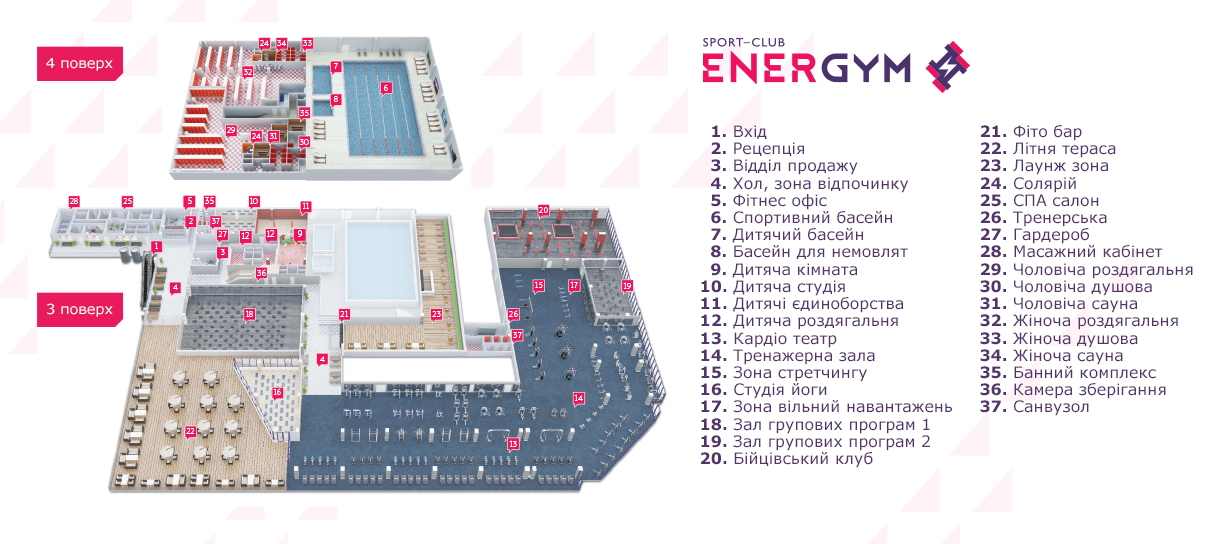 4 поверх
24 34 33
32
7
6
8
35
29
24 31
30
SPORT–CLUB
ENERGYM
28
25
5
35
10
11
20
2
37
27
12
12
9
1
3
36
4
15
17
19
3 поверх
18
21
23
26
37
4
16
14
22
13
1. Вхід
2. Рецепція
3. Відділ продажу
4. Хол, зона відпочинку
5. Фітнес офіс
6. Спортивний басейн
7. Дитячий басейн
8. Басейн для немовлят
9. Дитяча кімната
10. Дитяча студія
11. Дитячі єдиноборства
12. Дитяча роздягальня
13. Кардіо театр
14. Тренажерна зала
15. Зона стретчингу
16. Студія йоги
17. Зона вільний навантажень
18. Зал групових програм 1
19. Зал групових програм 2
20. Бійцівський клуб
21. Фіто бар
22. Літня тераса
23. Лаунж зона
24. Солярій
25. СПА салон
26. Тренерська
27. Гардероб
28. Масажний кабінет
29. Чоловіча роздягальня
30. Чоловіча душова
31. Чоловіча сауна
32. Жіноча роздягальня
33. Жіноча душова
34. Жіноча сауна
35. Банний комплекс
36. Камера зберігання
37. Санвузол